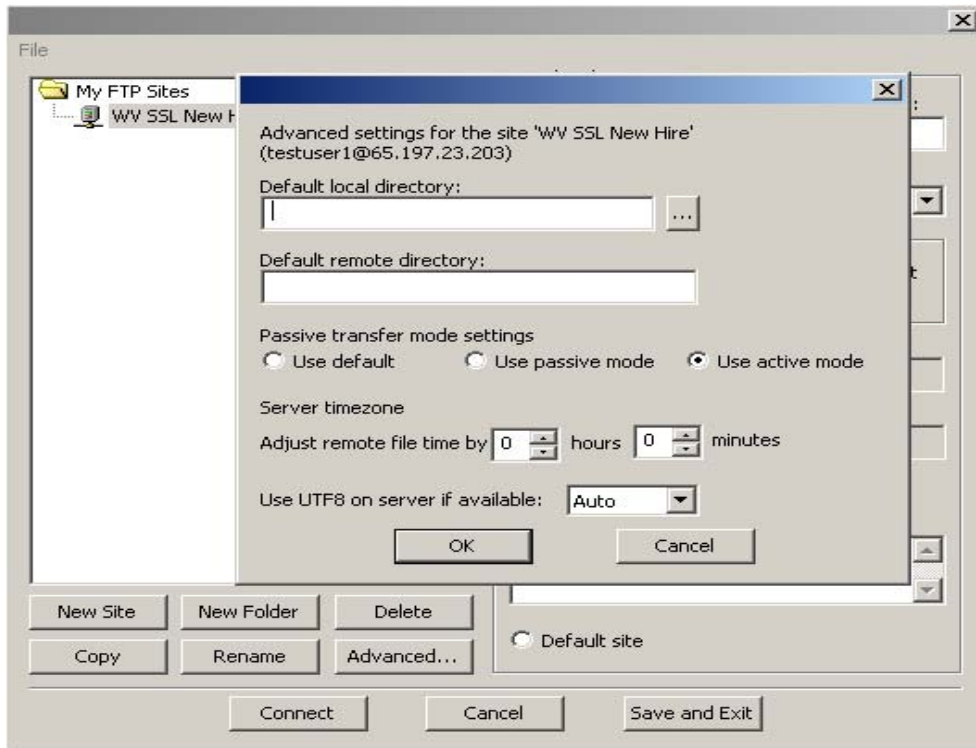 File
My FTP Sites
WV SSL New H
Advanced settings for the site 'WV SSL New Hire'
(testuser1@65.197.23.203)
Default local directory:
...
Default remote directory:
Passive transfer mode settings
Use default Use passive mode Use active mode
Server timezone
Adjust remote file time by 0 hours 0 minutes
Use UTF8 on server if available: Auto
OK Cancel
:
t
New Site New Folder Delete
Copy Rename Advanced...
Default site
Connect Cancel Save and Exit